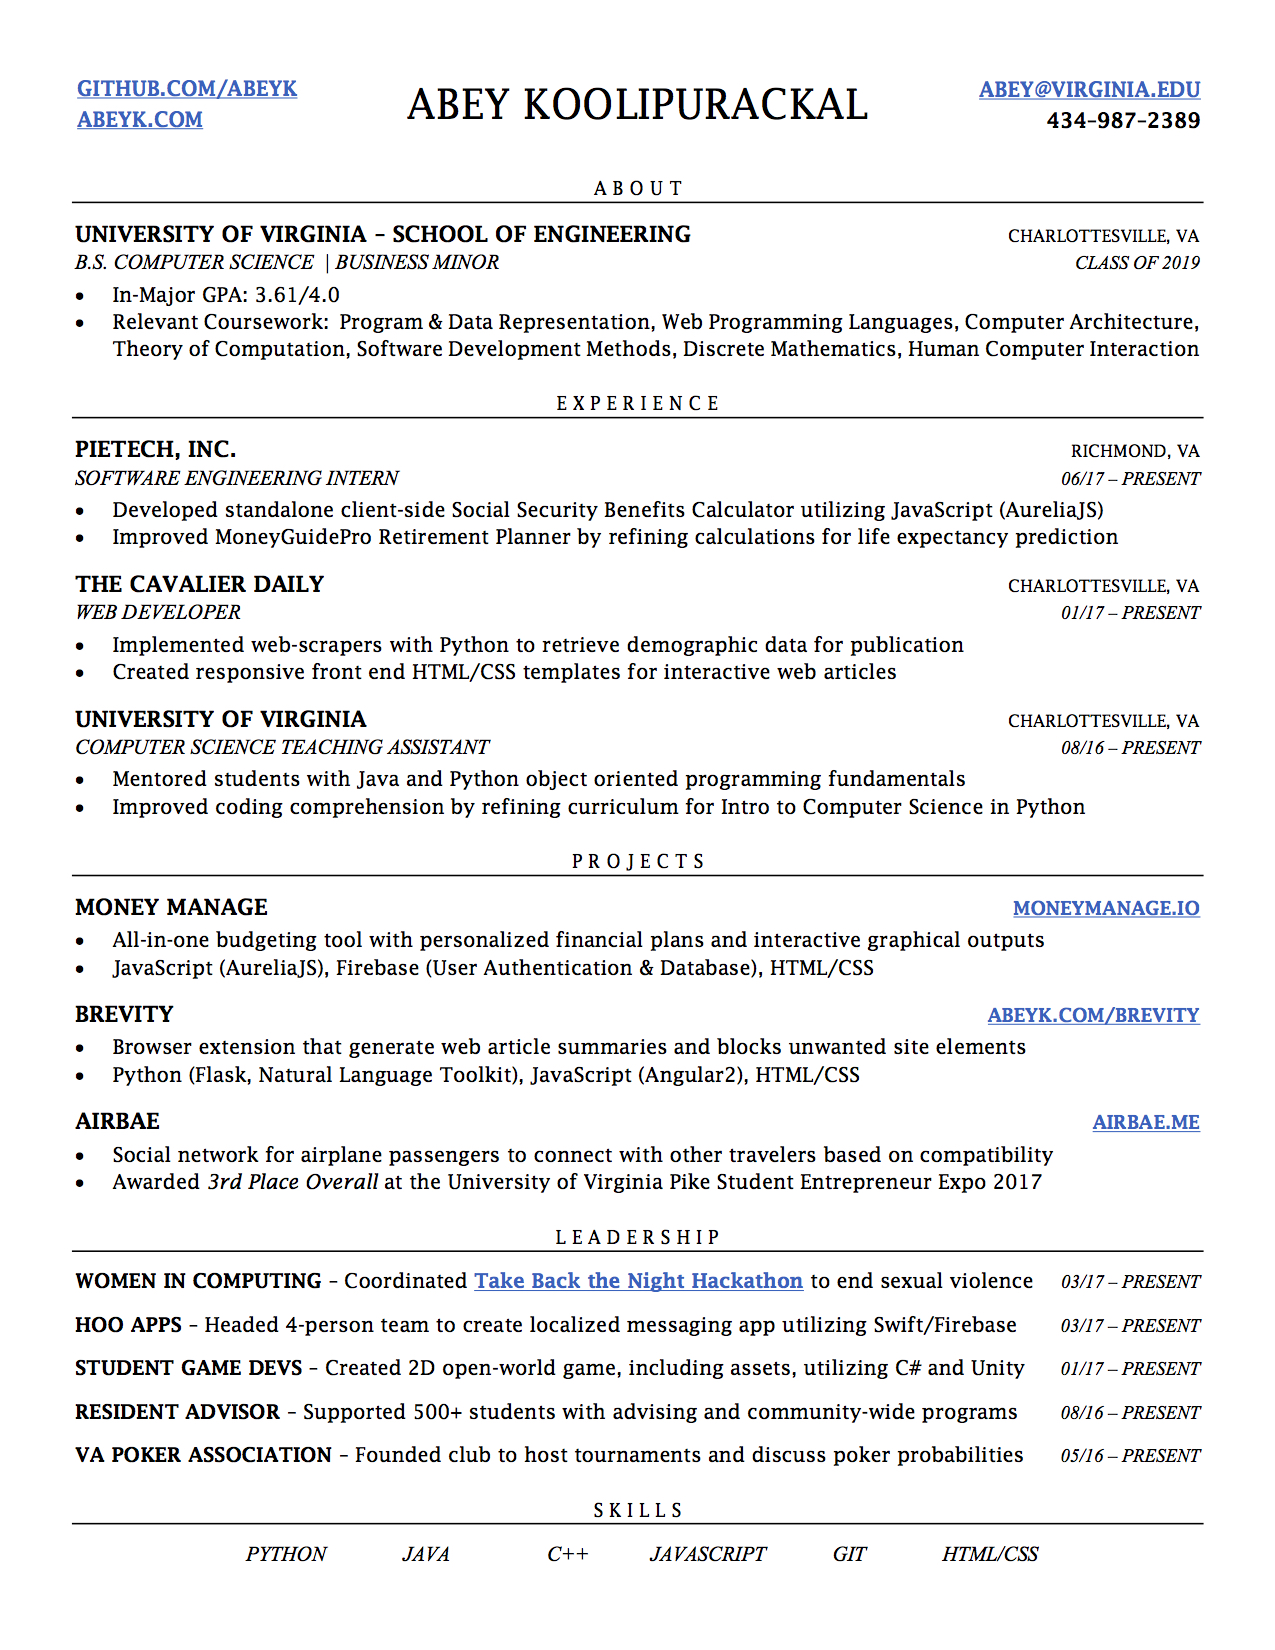 GITHUB.COM/ABEYK
ABEYK.COM
ABEY KOOLIPURACKAL
ABEY@VIRGINIA.EDU
434-987-2389
ABOUT
UNIVERSITY OF VIRGINIA – SCHOOL OF ENGINEERING CHARLOTTESVILLE, VA
B.S. COMPUTER SCIENCE | BUSINESS MINOR CLASS OF 2019
• In-Major GPA: 3.61/4.0
• Relevant Coursework: Program & Data Representation, Web Programming Languages, Computer Architecture,
Theory of Computation, Software Development Methods, Discrete Mathematics, Human Computer Interaction
EXPERIENCE
PIETECH, INC. RICHMOND, VA
SOFTWARE ENGINEERING INTERN 06/17 – PRESENT
• Developed standalone client-side Social Security Benefits Calculator utilizing JavaScript (AureliaJS)
• Improved MoneyGuidePro Retirement Planner by refining calculations for life expectancy prediction
THE CAVALIER DAILY CHARLOTTESVILLE, VA
WEB DEVELOPER 01/17 – PRESENT
• Implemented web-scrapers with Python to retrieve demographic data for publication
• Created responsive front end HTML/CSS templates for interactive web articles
UNIVERSITY OF VIRGINIA CHARLOTTESVILLE, VA
COMPUTER SCIENCE TEACHING ASSISTANT 08/16 – PRESENT
• Mentored students with Java and Python object oriented programming fundamentals
• Improved coding comprehension by refining curriculum for Intro to Computer Science in Python
PROJECTS
MONEY MANAGE MONEYMANAGE.IO
• All-in-one budgeting tool with personalized financial plans and interactive graphical outputs
• JavaScript (AureliaJS), Firebase (User Authentication & Database), HTML/CSS
BREVITY ABEYK.COM/BREVITY
• Browser extension that generate web article summaries and blocks unwanted site elements
• Python (Flask, Natural Language Toolkit), JavaScript (Angular2), HTML/CSS
AIRBAE AIRBAE.ME
• Social network for airplane passengers to connect with other travelers based on compatibility
• Awarded 3rd Place Overall at the University of Virginia Pike Student Entrepreneur Expo 2017
LEADERSHIP
WOMEN IN COMPUTING – Coordinated Take Back the Night Hackathon to end sexual violence 03/17 – PRESENT
HOO APPS – Headed 4-person team to create localized messaging app utilizing Swift/Firebase 03/17 – PRESENT
STUDENT GAME DEVS – Created 2D open-world game, including assets, utilizing C# and Unity 01/17 – PRESENT
RESIDENT ADVISOR – Supported 500+ students with advising and community-wide programs 08/16 – PRESENT
VA POKER ASSOCIATION – Founded club to host tournaments and discuss poker probabilities 05/16 – PRESENT
SKILLS
PYTHON JAVA C++ JAVASCRIPT GIT HTML/CSS